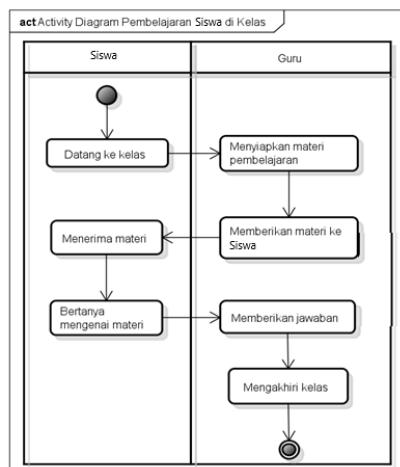 act Activity Diagram Pembelajaran Siswa di Kelas
Siswa
Guru
Datang ke kelas
Menyiapkan materi
pembelajaran
Memberikan materi ke
Siswa
Menerima materi
Bertanya
mengenai materi
Memberikan jawaban
Mengakhiri kelas